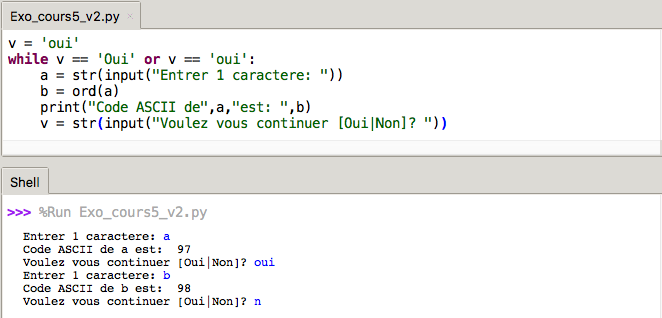 Exo_cours5_v2.py ×
v = 'oui'
while v == 'Oui' or v == 'oui':
    a = str(input("Entrer 1 caractere: "))
    b = ord(a)
    print("Code ASCII de",a,"est: ",b)
    v = str(input("Voulez vous continuer [Oui|Non]? "))
Shell
>>> %Run Exo_cours5_v2.py
Entrer 1 caractere: a
Code ASCII de a est:  97
Voulez vous continuer [Oui|Non]? oui
Entrer 1 caractere: b
Code ASCII de b est:  98
Voulez vous continuer [Oui|Non]? n